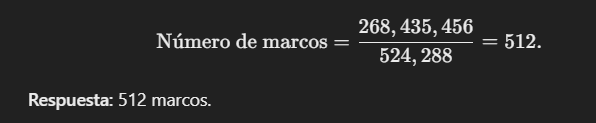 Número de marcos = 268,435,456 / 524,288 = 512.
Respuesta: 512 marcos.